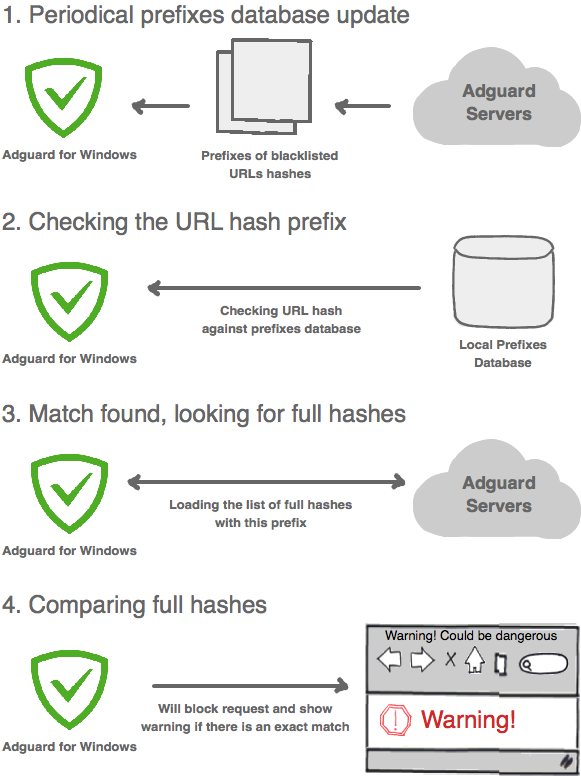 1. Periodical prefixes database update
Adguard
Servers
Adguard for Windows
Prefixes of blacklisted
URLs hashes
2. Checking the URL hash prefix
Checking URL hash
against prefixes database
Adguard for Windows
Local Prefixes
Database
3. Match found, looking for full hashes
Adguard
Servers
Loading the list of full hashes
with this prefix
Adguard for Windows
4. Comparing full hashes
Warning! Could be dangerous
X
Will block request and show
warning if there is an exact match
Warning!
Adguard for Windows